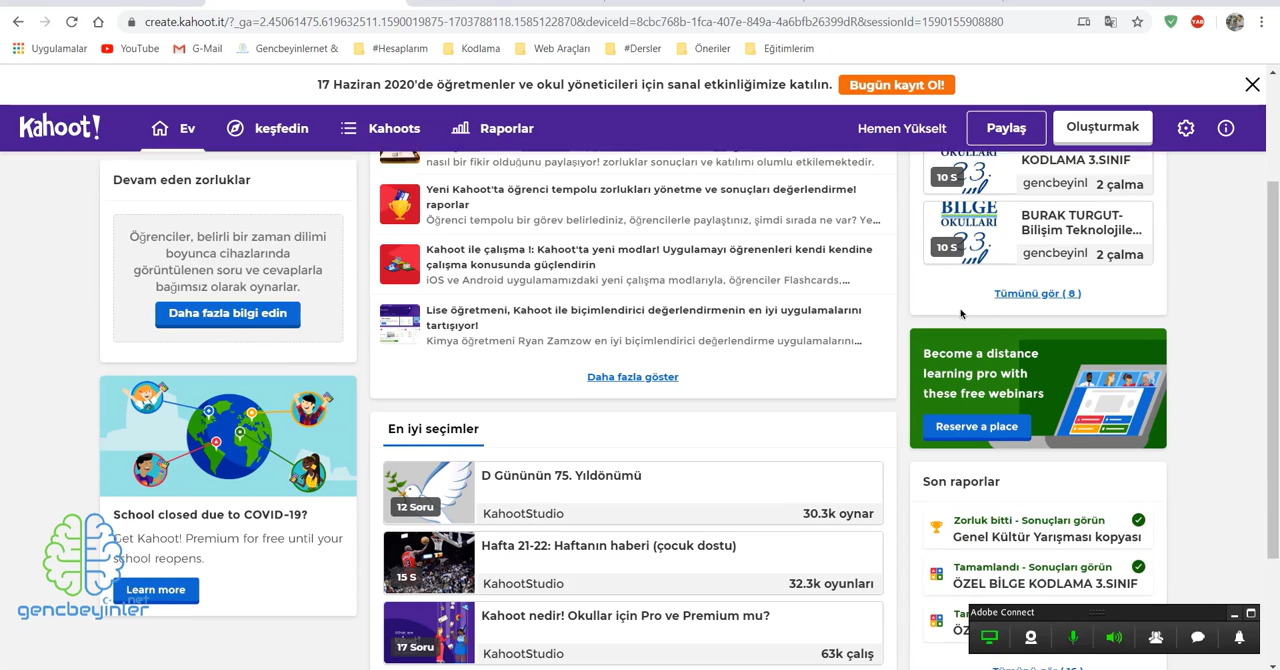 create.kahoot.it/?_ga=2.45061475.619632511.1590019875-1703788118.1585122870&deviceId=8cbc768b-1fca-407e-849a-4a6bfb26399dR&sessionId=1590155908880
Uygulamalar
YouTube
G-Mail
Gencbeyinlernet &
#Hesaplarım
Kodlama
Web Araçları
#Dersler
Öneriler
Eğitimlerim
17 Haziran 2020'de öğretmenler ve okul yöneticileri için sanal etkinliğimize katılın.
Bugün kayıt Ol!
Kahoot!
Ev
keşfedin
Kahoots
Raporlar
Hemen Yükselt
Paylaş
Oluşturmak
Devam eden zorluklar
Öğrenciler, belirli bir zaman dilimi
boyunca cihazlarında
görüntülenen soru ve cevaplarla
bağımsız olarak oynarlar.
Daha fazla bilgi edin
School closed due to COVID-19?
Get Kahoot! Premium for free until your
school reopens.
Learn more
gencbeyinler
.net
nasıl bir fikir olduğunu paylaşıyor! zorluklar sonuçları ve katılımı olumlu etkilemektedir.
Yeni Kahoot'ta öğrenci tempolu zorlukları yönetme ve sonuçları değerlendirme!
raporlar
Öğrenci tempolu bir görev belirlediniz, öğrencilerle paylaştınız, şimdi sırada ne var? Ye...
Kahoot ile çalışma !: Kahoot'ta yeni modlar! Uygulamayı öğrenenleri kendi kendine
çalışma konusunda güçlendirin
iOS ve Android uygulamamızdaki yeni çalışma modlarıyla, öğrenciler Flashcards,...
Lise öğretmeni, Kahoot ile biçimlendirici değerlendirmenin en iyi uygulamalarını
tartışıyor!
Kimya öğretmeni Ryan Zamzow en iyi biçimlendirici değerlendirme uygulamalarını...
Daha fazla göster
En iyi seçimler
12 Soru
D Gününün 75. Yıldönümü
KahootStudio
30.3k oynar
15 S
Hafta 21-22: Haftanın haberi (çocuk dostu)
KahootStudio
32.3k oyunları
17 Soru
Kahoot nedir! Okullar için Pro ve Premium mu?
KahootStudio
63k çalış
OKULLARI
23.
10 S
KODLAMA 3.SINIF
gencbeyinl
2 çalma
BİLGE
OKULLARI
23.
10 S
BURAK TURGUT-
Bilişim Teknolojile...
gencbeyinl
2 çalma
Tümünü gör ( 8 )
Become a distance
learning pro with
these free webinars
Reserve a place
Son raporlar
Zorluk bitti - Sonuçları görün
Genel Kültür Yarışması kopyası
Tamamlandı - Sonuçları görün
ÖZEL BİLGE KODLAMA 3.SINIF
Adobe Connect